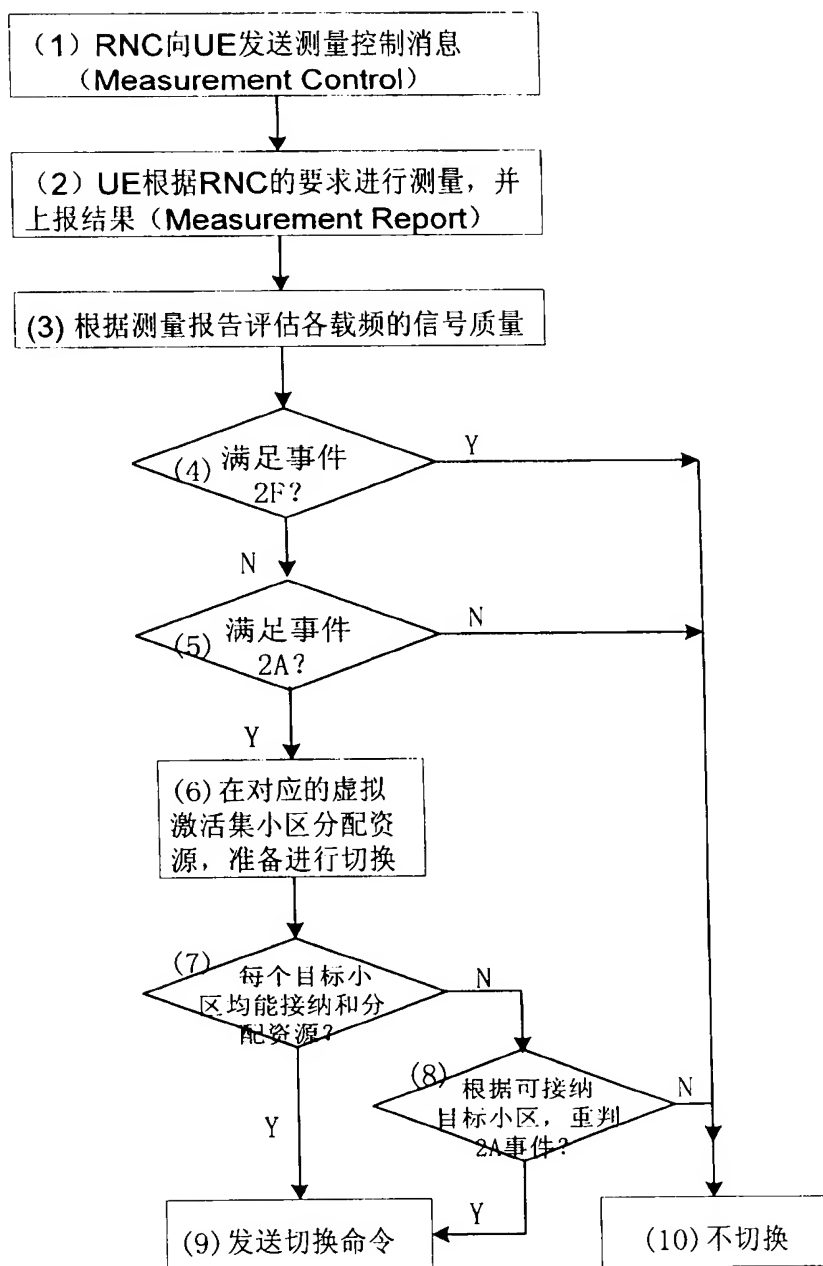 （1）RNC向UE发送测量控制消息
（Measurement Control）
（2）UE根据RNC的要求进行测量，并
上报结果（Measurement Report）
(3) 根据测量报告评估各载频的信号质量
(4) 满足事件
2F？
Y
N
(5) 满足事件
2A？
N
Y
(6) 在对应的虚拟
激活集小区分配资
源，准备进行切换
(7) 每个目标小
区均能接纳和分
配资源？
N
Y
(8) 根据可接纳
目标小区，重判
2A事件？
N
Y
(9) 发送切换命令
(10) 不切换